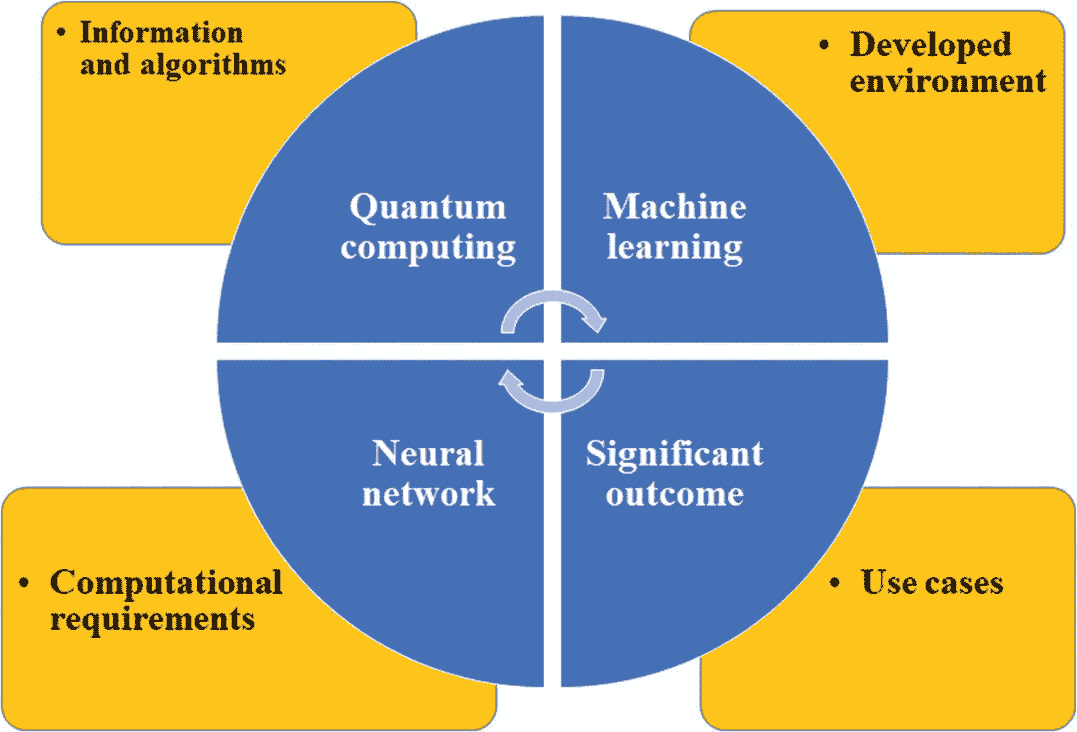 • Information
and algorithms
• Developed
environment
Quantum
computing
Machine
learning
Neural
network
Significant
outcome
• Computational
requirements
• Use cases